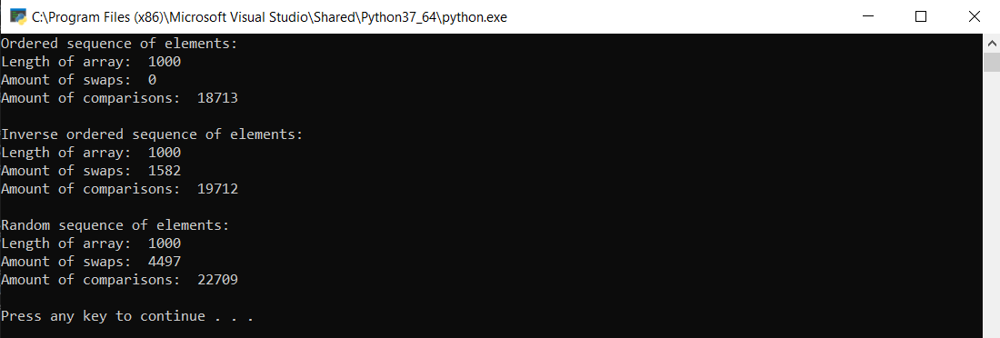 C:\Program Files (x86)\Microsoft Visual Studio\Shared\Python37_64\python.exe
Ordered sequence of elements:
Length of array:  1000
Amount of swaps:  0
Amount of comparisons:  18713
Inverse ordered sequence of elements:
Length of array:  1000
Amount of swaps:  1582
Amount of comparisons:  19712
Random sequence of elements:
Length of array:  1000
Amount of swaps:  4497
Amount of comparisons:  22709
Press any key to continue . . .